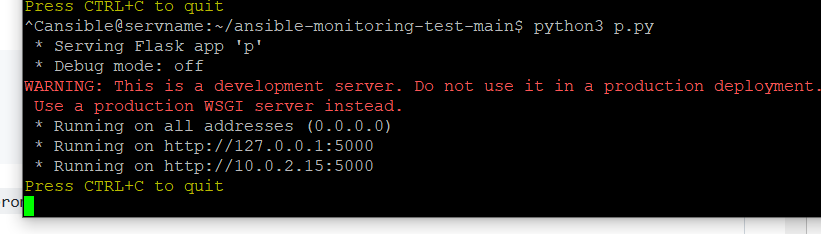 Press CTRL+C to quit
^Cansible@servname:~/ansible-monitoring-test-main$ python3 p.py
 * Serving Flask app 'p'
 * Debug mode: off
WARNING: This is a development server. Do not use it in a production deployment.
 Use a production WSGI server instead.
 * Running on all addresses (0.0.0.0)
 * Running on http://127.0.0.1:5000
 * Running on http://10.0.2.15:5000
Press CTRL+C to quit